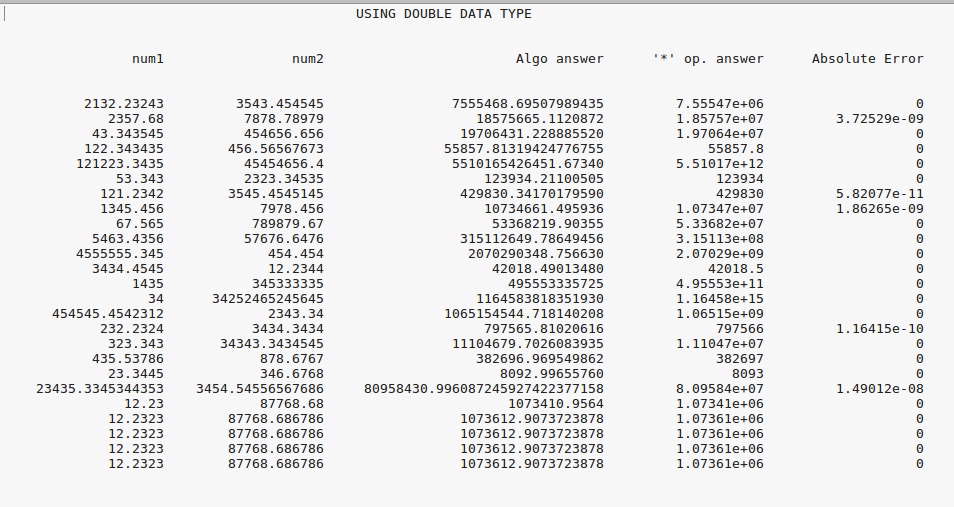 USING DOUBLE DATA TYPE
num1 num2 Algo answer '*' op. answer Absolute Error
2132.23243 3543.454545 7555468.69507989435 7.55547e+06 0
2357.68 7878.78979 18575665.1120872 1.85757e+07 3.72529e-09
43.343545 454656.656 19706431.228885520 1.97064e+07 0
122.343435 456.56567673 55857.81319424776755 55857.8 0
121223.3435 45454656.4 5510165426451.67340 5.51017e+12 0
53.343 2323.34535 123934.21100505 123934 0
121.2342 3545.4545145 429830.34170179590 429830 5.82077e-11
1345.456 7978.456 10734661.495936 1.07347e+07 1.86265e-09
67.565 789879.67 53368219.90355 5.33682e+07 0
5463.4356 57676.6476 315112649.78649456 3.15113e+08 0
4555555.345 454.454 2070290348.756630 2.07029e+09 0
3434.4545 12.2344 42018.49013480 42018.5 0
1435 345333335 495553335725 4.95553e+11 0
34 34252465245645 1164583818351930 1.16458e+15 0
454545.4542312 2343.34 1065154544.718140208 1.06515e+09 0
232.2324 3434.3434 797565.81020616 797566 1.16415e-10
323.343 34343.3434545 11104679.7026083935 1.11047e+07 0
435.53786 878.6767 382696.969549862 382697 0
23.3445 346.6768 8092.99655760 8093 0
23435.3345344353 3454.54556567686 80958430.996087245927422377158 8.09584e+07 1.49012e-08
12.23 87768.68 1073410.9564 1.07341e+06 0
12.2323 87768.686786 1073612.9073723878 1.07361e+06 0
12.2323 87768.686786 1073612.9073723878 1.07361e+06 0
12.2323 87768.686786 1073612.9073723878 1.07361e+06 0
12.2323 87768.686786 1073612.9073723878 1.07361e+06 0